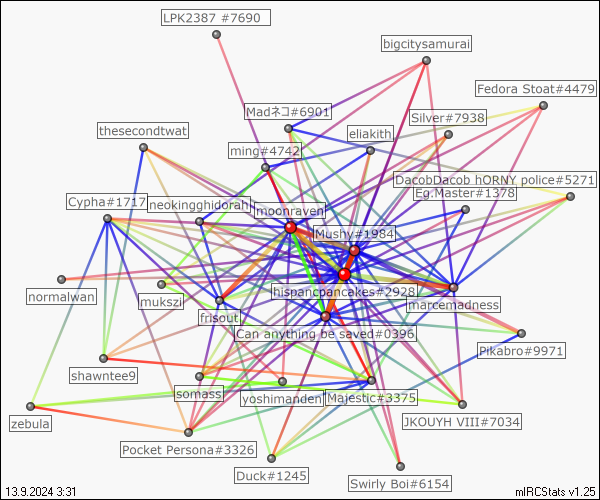 LPK2387 #7690
bigcitysamurai
Fedora Stoat#4479
Madネコ#6901
Silver#7938
thesecondtwat
eliakith
ming#4742
DacobDacob hORNY police#5271
Eg.Master#1378
Cypha#1717
neokingghidorah
moonraven
Mushy#1984
hispancpancakes#2928
normalwan
mukszi
marcemadness
frisout
Can anything be saved#0396
Pikabro#9971
shawntee9
somass
yoshimanden
Majestic#3375
zebula
JKOUYH VIII#7034
Pocket Persona#3326
Duck#1245
Swirly Boi#6154
13.9.2024 3:31
mIRCStats v1.25